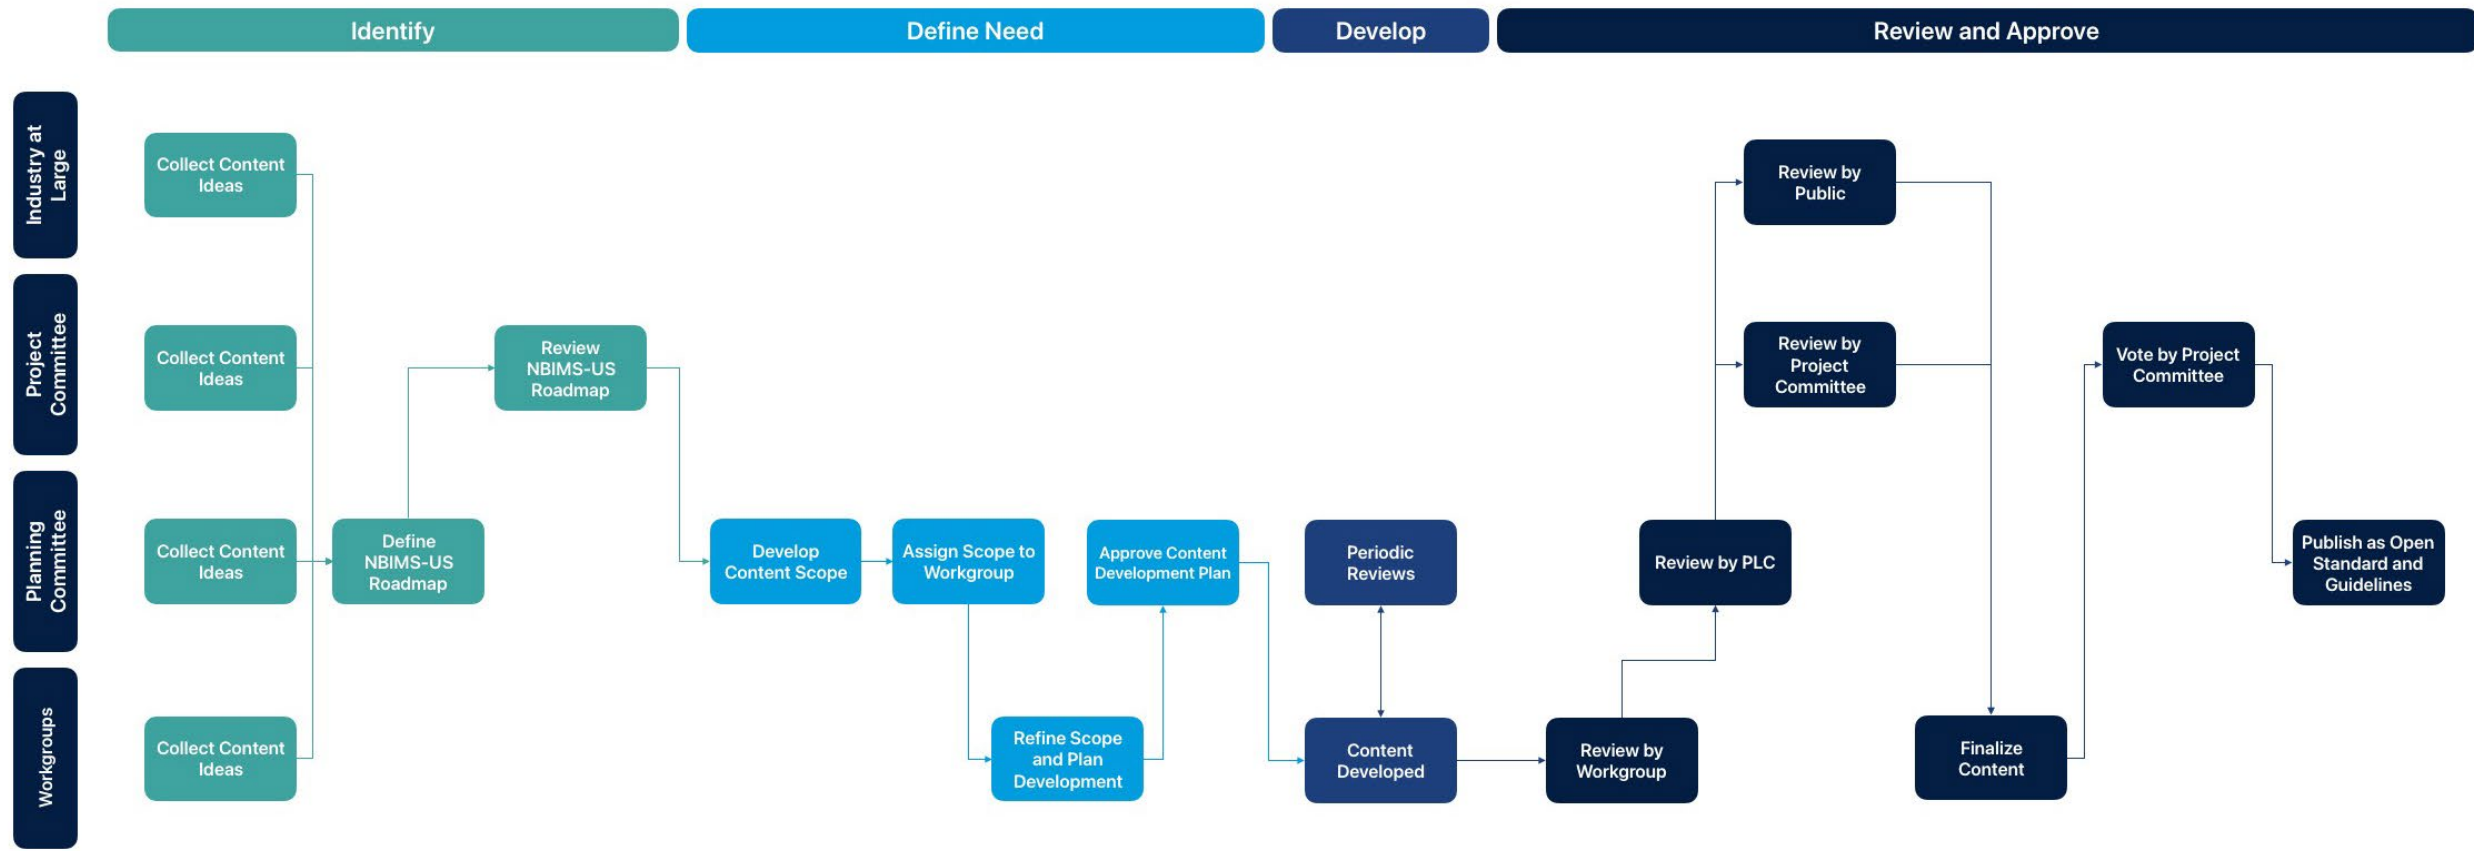 Identify
Define Need
Develop
Review and Approve
Industry at
Large
Collect Content
Ideas
Review by
Public
Project
Committee
Collect Content
Ideas
Review
NBIMS-US
Roadmap
Review by
Project
Committee
Vote by Project
Committee
Planning
Committee
Collect Content
Ideas
Define
NBIMS-US
Roadmap
Develop
Content Scope
Assign Scope to
Workgroup
Approve Content
Development Plan
Periodic
Reviews
Review by PLC
Publish as Open
Standard and
Guidelines
Workgroups
Collect Content
Ideas
Refine Scope
and Plan
Development
Content
Developed
Review by
Workgroup
Finalize
Content